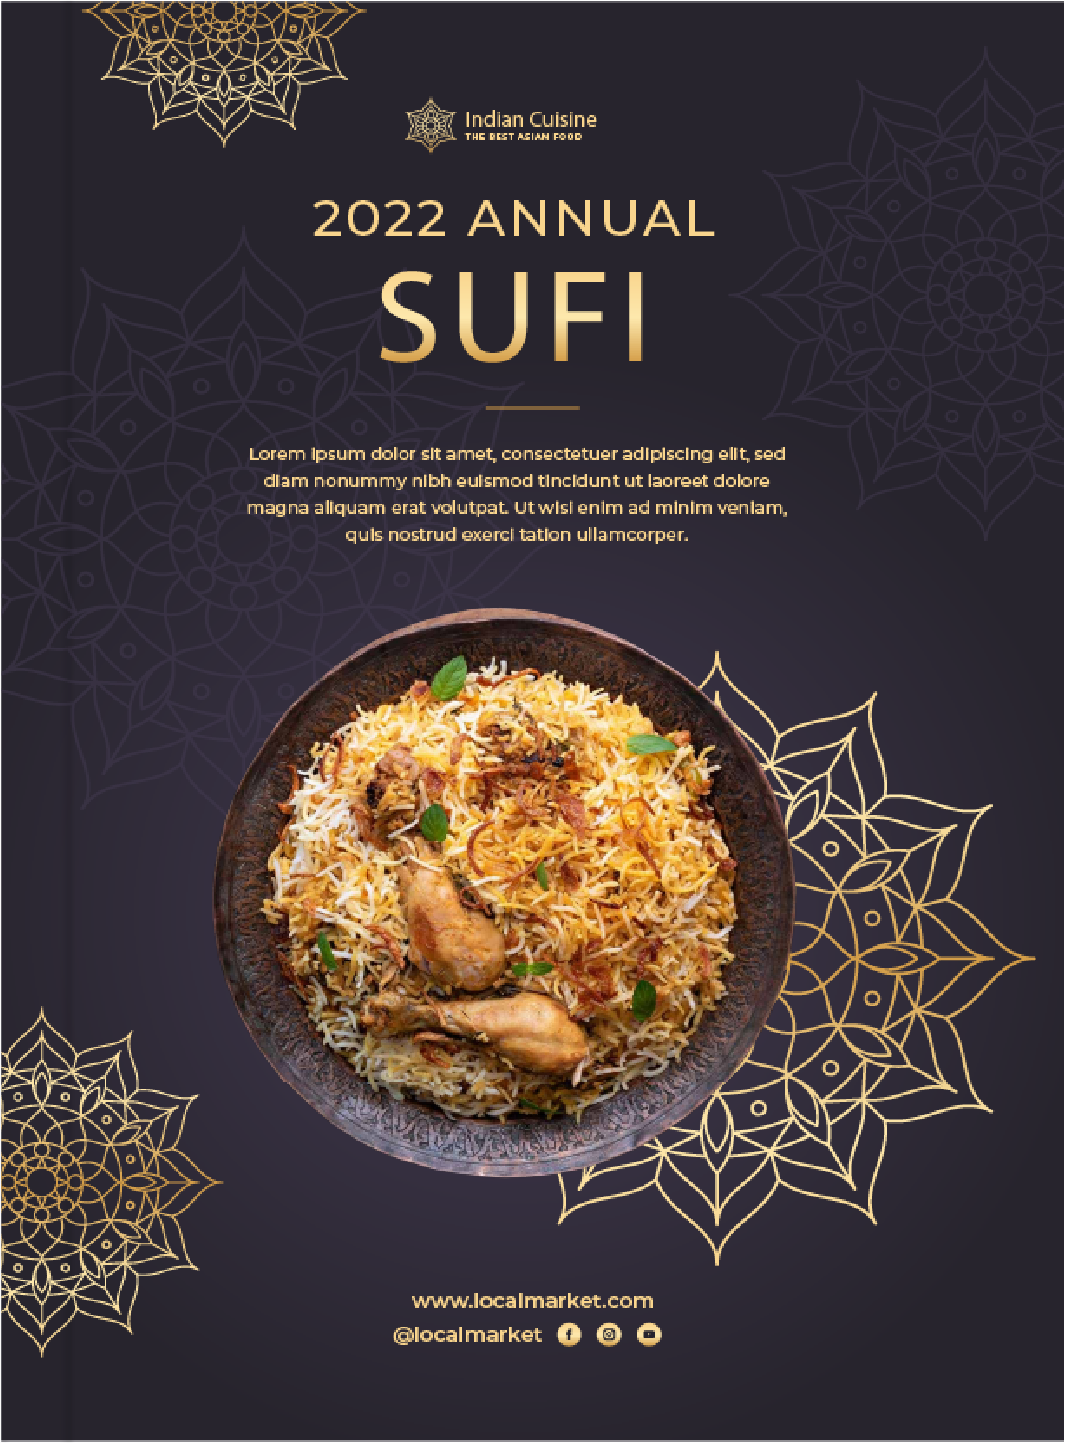 Indian Cuisine
THE BEST ASIAN FOOD
2022 ANNUAL
SUFI
Lorem ipsum dolor sit amet, consectetuer adipiscing elit, sed
diam nonummy nibh euismod tincidunt ut laoreet dolore
magna aliquam erat volutpat. Ut wisi enim ad minim veniam,
quis nostrud exerci tation ullamcorper.
www.localmarket.com
@localmarket